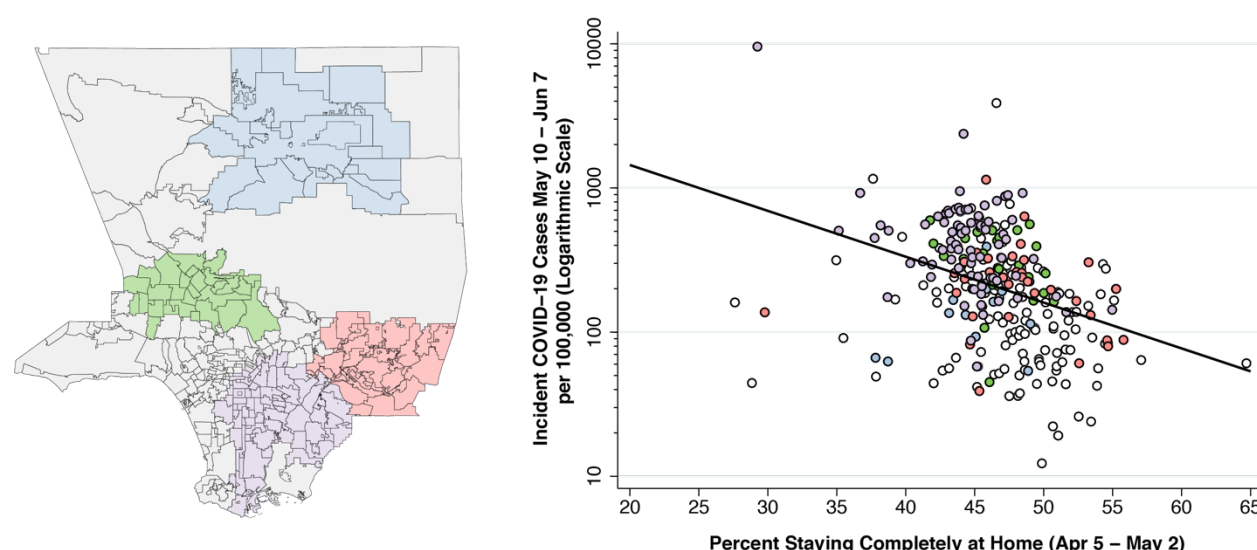 Incident COVID–19 Cases May 10 – Jun 7
per 100,000 (Logarithmic Scale)
10000
1000
100
10
20 25 30 35 40 45 50 55 60 65
Percent Staying Completely at Home (Apr 5 – May 2)